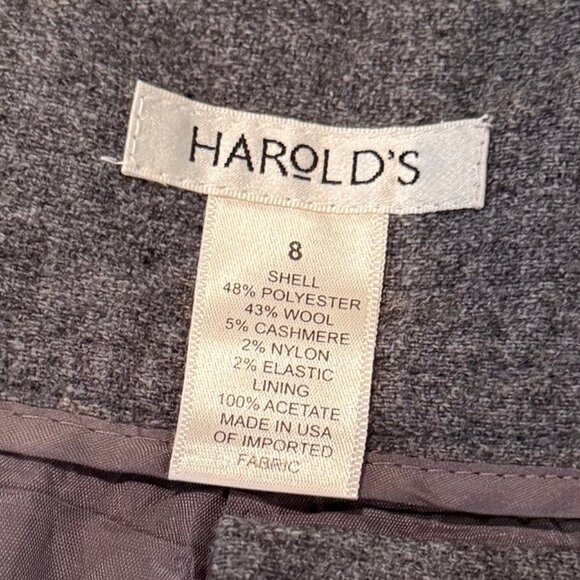 HAROLD'S
8
SHELL
48% POLYESTER
43% WOOL
5% CASHMERE
2% NYLON
2% ELASTIC
LINING
100% ACETATE
MADE IN USA
OF IMPORTED
FABRIC